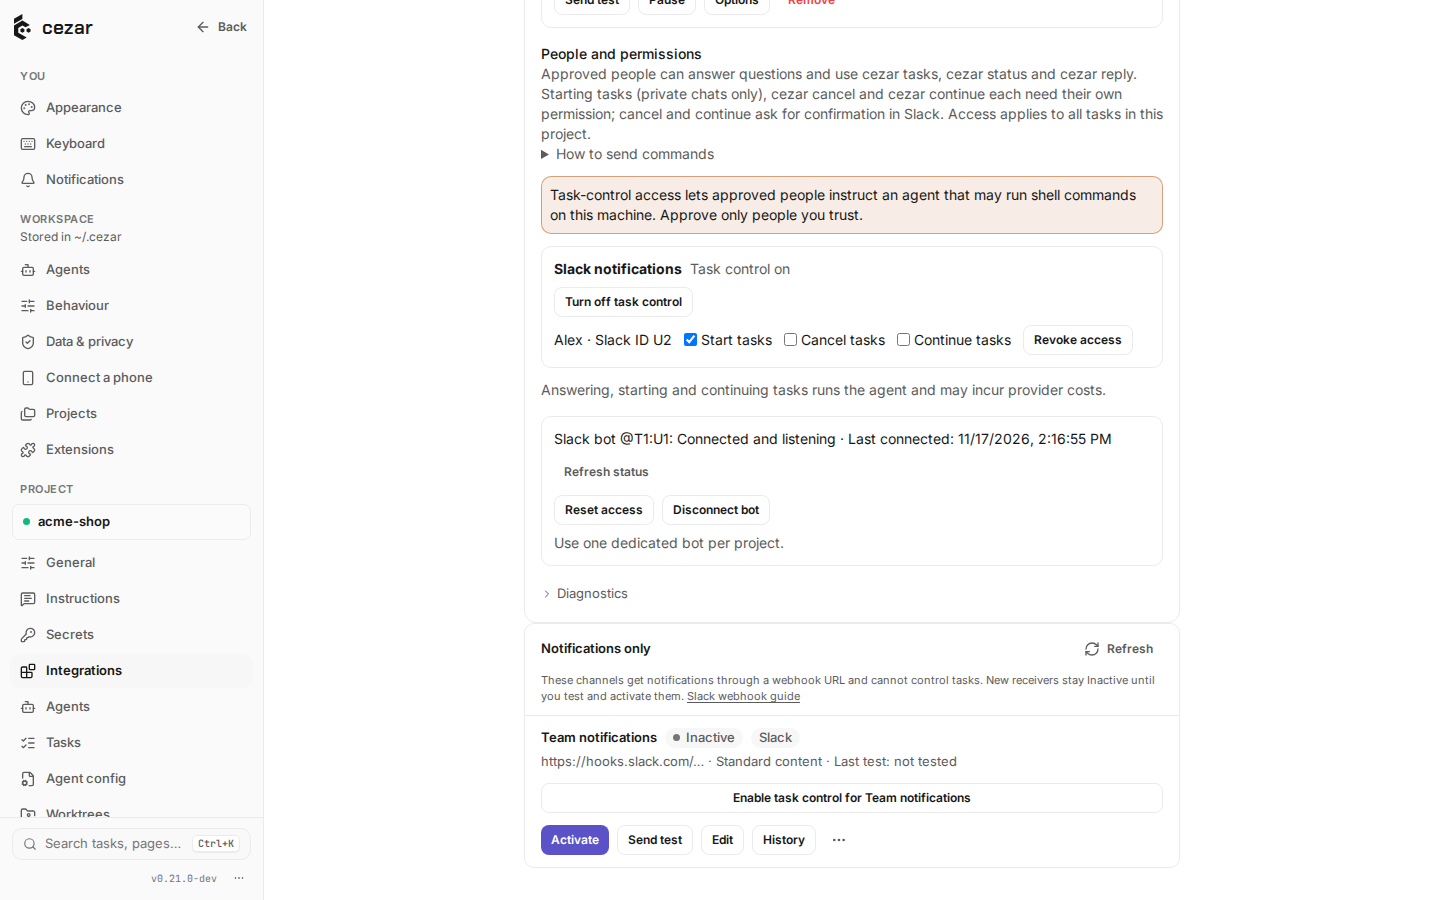 cezar
Back
YOU
Appearance
Keyboard
Notifications
WORKSPACE
Stored in ~/.cezar
Agents
Behaviour
Data & privacy
Connect a phone
Projects
Extensions
PROJECT
acme-shop
General
Instructions
Secrets
Integrations
Agents
Tasks
Agent config
Worktrees
Search tasks, pages...
Ctrl+K
v0.21.0-dev
Send test
Pause
Options
Remove
People and permissions
Approved people can answer questions and use cezar tasks, cezar status and cezar reply.
Starting tasks (private chats only), cezar cancel and cezar continue each need their own
permission; cancel and continue ask for confirmation in Slack. Access applies to all tasks in this
project.
How to send commands
Task-control access lets approved people instruct an agent that may run shell commands
on this machine. Approve only people you trust.
Slack notifications Task control on
Turn off task control
Alex · Slack ID U2 Start tasks Cancel tasks Continue tasks Revoke access
Answering, starting and continuing tasks runs the agent and may incur provider costs.
Slack bot @T1:U1: Connected and listening · Last connected: 11/17/2026, 2:16:55 PM
Refresh status
Reset access
Disconnect bot
Use one dedicated bot per project.
Diagnostics
Notifications only
Refresh
These channels get notifications through a webhook URL and cannot control tasks. New receivers stay Inactive until
you test and activate them. Slack webhook guide
Team notifications Inactive Slack
https://hooks.slack.com/... · Standard content · Last test: not tested
Enable task control for Team notifications
Activate
Send test
Edit
History